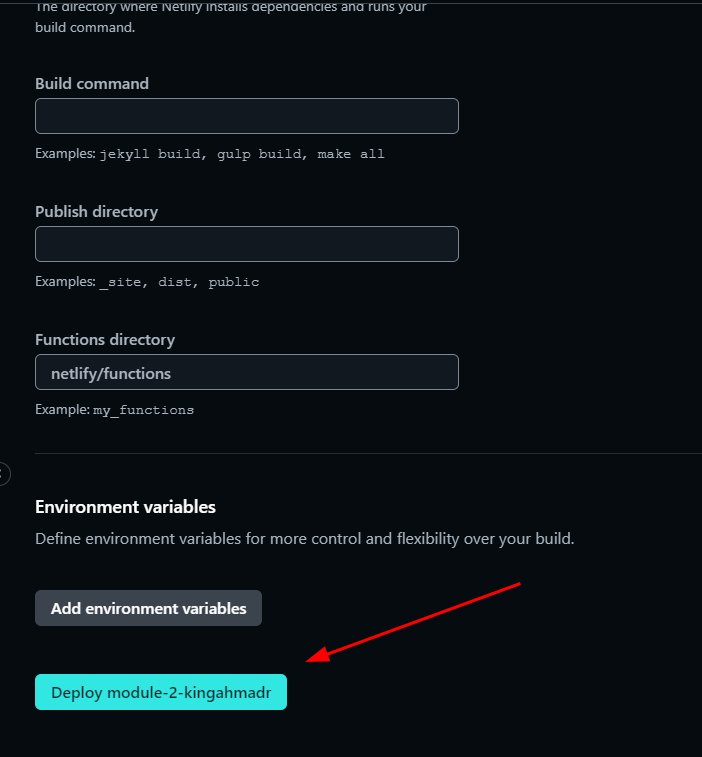 The directory where Netlify installs dependencies and runs your
build command.
Build command
Examples: jekyll build, gulp build, make all
Publish directory
Examples: _site, dist, public
Functions directory
netlify/functions
Example: my_functions
Environment variables
Define environment variables for more control and flexibility over your build.
Add environment variables
Deploy module-2-kingahmadr